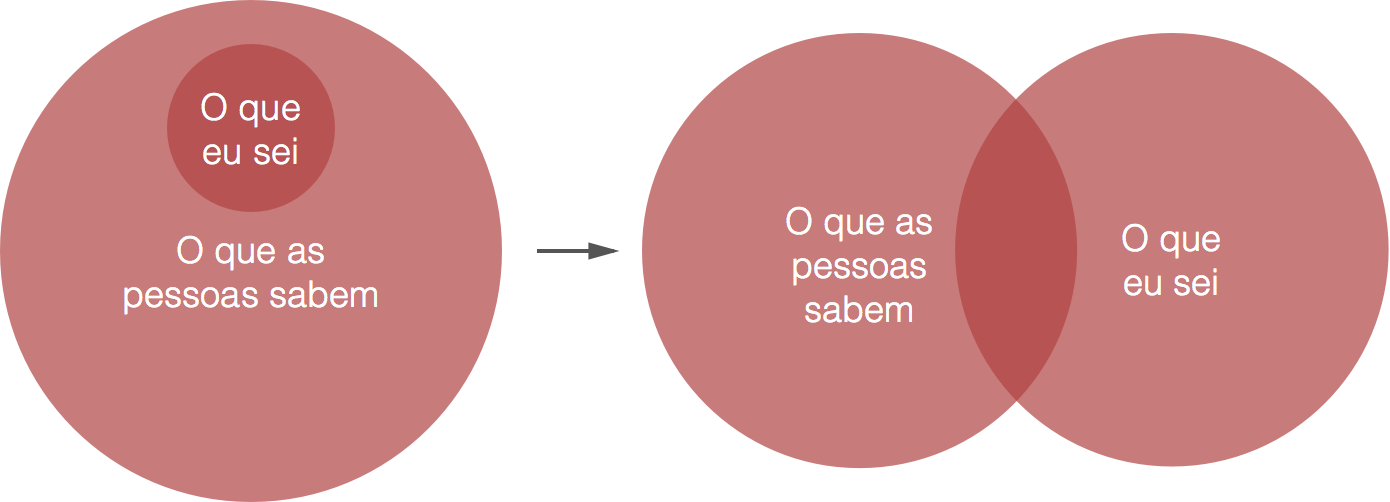 O que
eu sei
O que as
pessoas sabem
O que as
pessoas
sabem
O que
eu sei